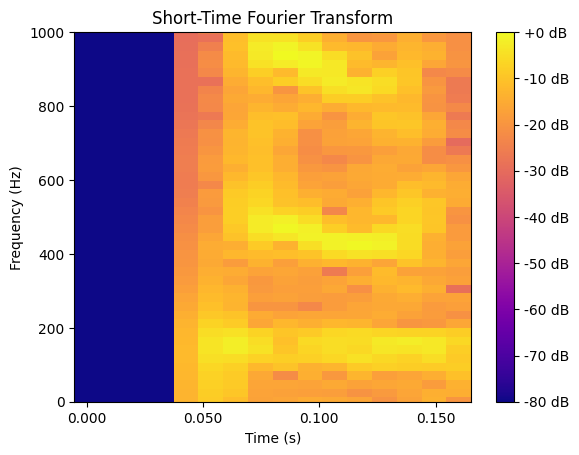 Short-Time Fourier Transform
1000
800
600
400
200
0
Frequency (Hz)
0.000
0.050
0.100
0.150
Time (s)
+0 dB
-10 dB
-20 dB
-30 dB
-40 dB
-50 dB
-60 dB
-70 dB
-80 dB